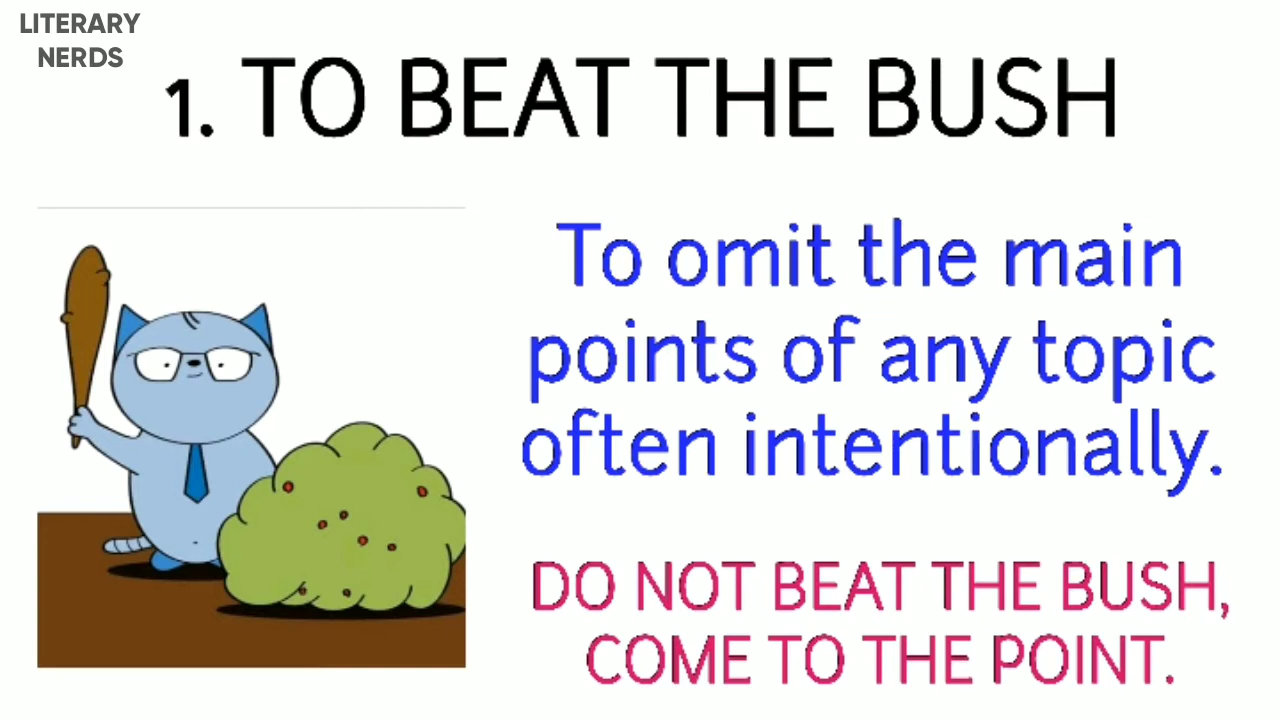 LITERARY
NERDS
1. TO BEAT THE BUSH
To omit the main
points of any topic
often intentionally.
DO NOT BEAT THE BUSH,
COME TO THE POINT.